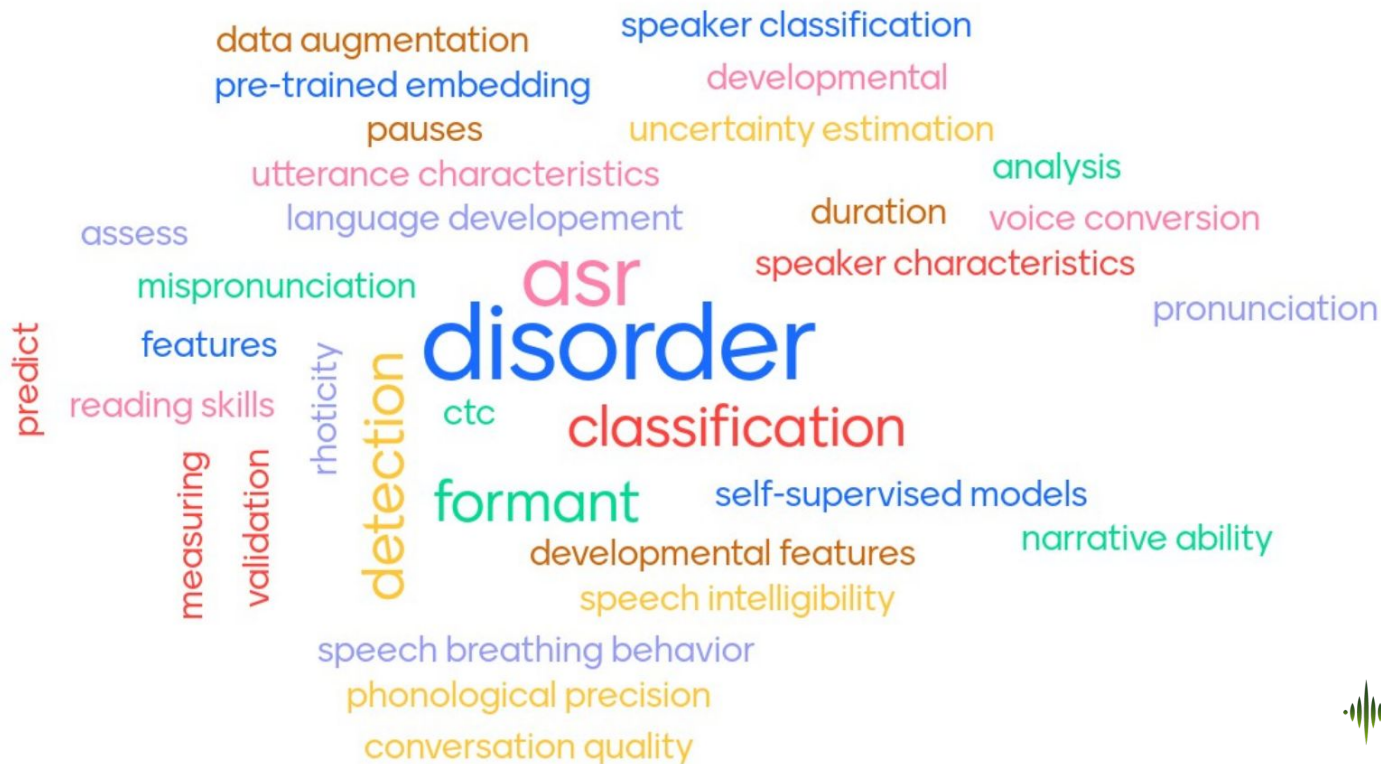 speaker classification
data augmentation
developmental
pre-trained embedding
pauses
uncertainty estimation
analysis
utterance characteristics
duration
voice conversion
language developement
assess
speaker characteristics
asr
mispronunciation
pronunciation
disorder
features
predict
rhoticity
detection
reading skills
ctc
classification
measuring
validation
formant
self-supervised models
narrative ability
developmental features
speech intelligibility
speech breathing behavior
phonological precision
conversation quality